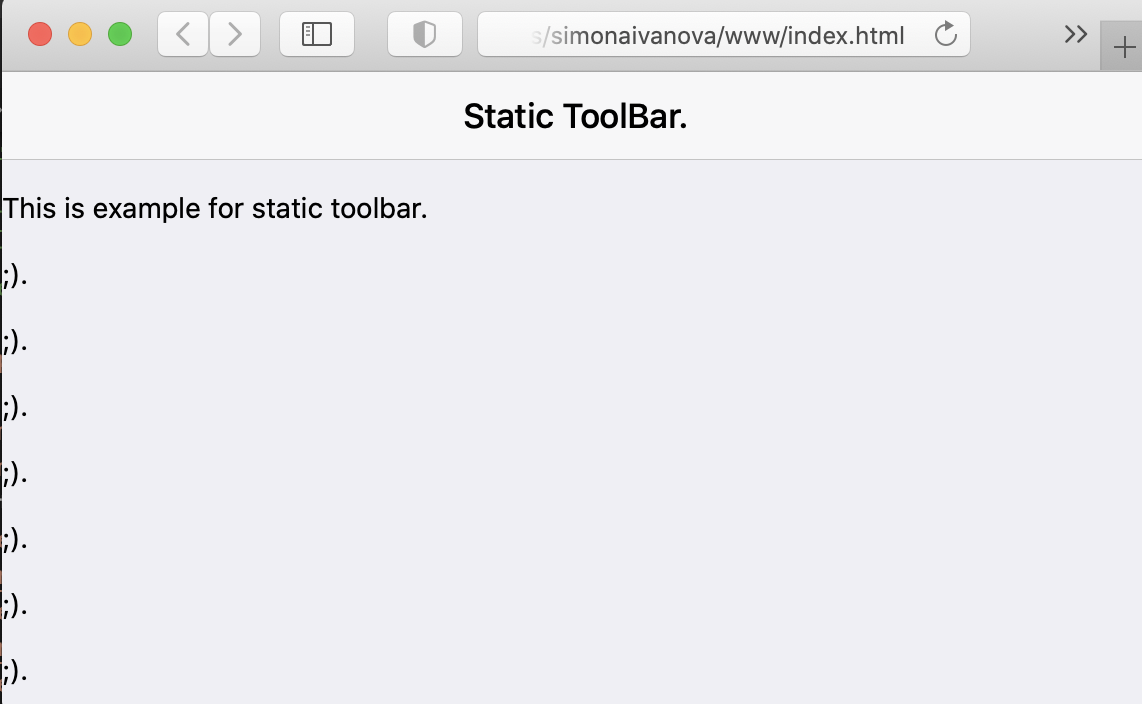 s/simonaivanova/www/index.html
Static ToolBar.
This is example for static toolbar.
;).
;).
;).
;).
;).
;).
;).